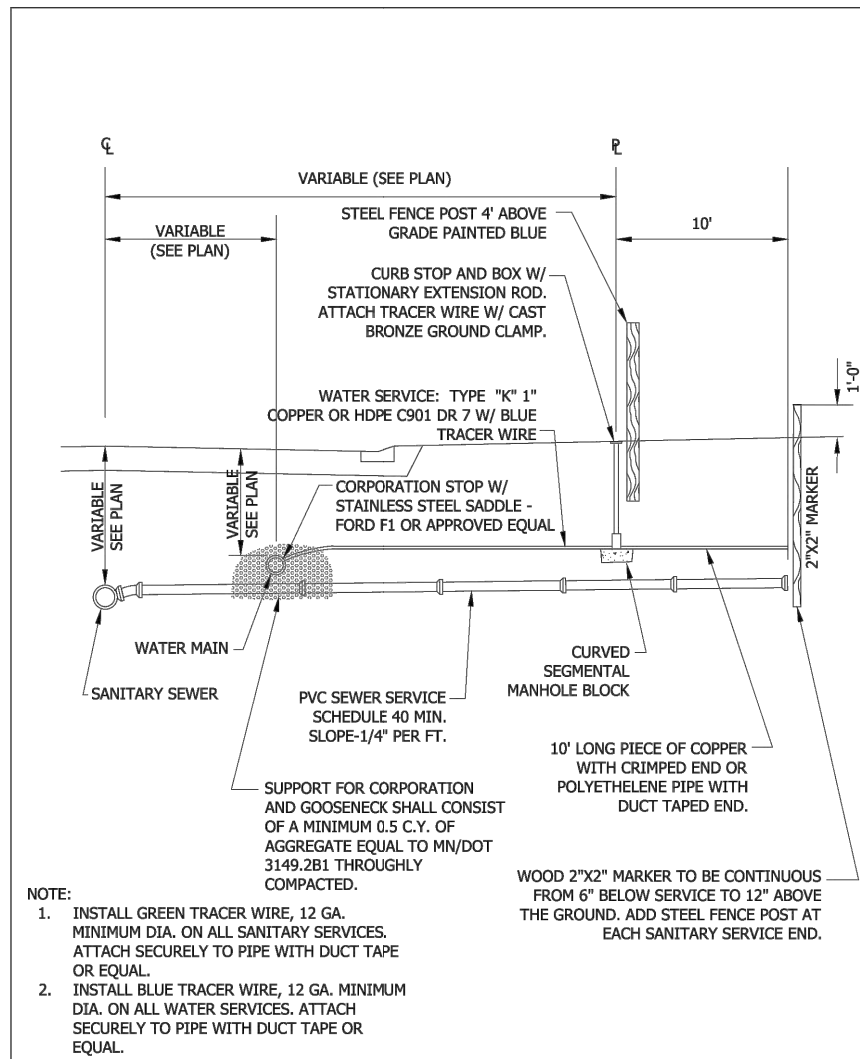 ℄
PL
VARIABLE (SEE PLAN)
VARIABLE
(SEE PLAN)
STEEL FENCE POST 4' ABOVE
GRADE PAINTED BLUE
10'
CURB STOP AND BOX W/
STATIONARY EXTENSION ROD.
ATTACH TRACER WIRE W/ CAST
BRONZE GROUND CLAMP.
1'-0"
WATER SERVICE: TYPE "K" 1"
COPPER OR HDPE C901 DR 7 W/ BLUE
TRACER WIRE
VARIABLE
SEE PLAN
VARIABLE
SEE PLAN
CORPORATION STOP W/
STAINLESS STEEL SADDLE -
FORD F1 OR APPROVED EQUAL
2"X2" MARKER
WATER MAIN
SANITARY SEWER
PVC SEWER SERVICE
SCHEDULE 40 MIN.
SLOPE-1/4" PER FT.
CURVED
SEGMENTAL
MANHOLE BLOCK
10' LONG PIECE OF COPPER
WITH CRIMPED END OR
POLYETHELENE PIPE WITH
DUCT TAPED END.
SUPPORT FOR CORPORATION
AND GOOSENECK SHALL CONSIST
OF A MINIMUM 0.5 C.Y. OF
AGGREGATE EQUAL TO MN/DOT
3149.2B1 THROUGHLY
COMPACTED.
WOOD 2"X2" MARKER TO BE CONTINUOUS
FROM 6" BELOW SERVICE TO 12" ABOVE
THE GROUND. ADD STEEL FENCE POST AT
EACH SANITARY SERVICE END.
NOTE:
1. INSTALL GREEN TRACER WIRE, 12 GA.
MINIMUM DIA. ON ALL SANITARY SERVICES.
ATTACH SECURELY TO PIPE WITH DUCT TAPE
OR EQUAL.
2. INSTALL BLUE TRACER WIRE, 12 GA. MINIMUM
DIA. ON ALL WATER SERVICES. ATTACH
SECURELY TO PIPE WITH DUCT TAPE OR
EQUAL.